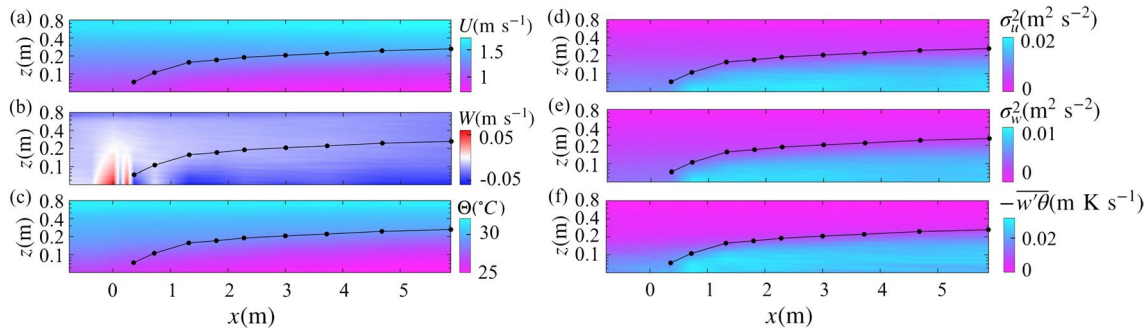 (a) U(m s⁻¹)
z(m)
0.8
0.4
0.2
0.1
1.5
1
(b) W(m s⁻¹)
z(m)
0.8
0.4
0.2
0.1
0.05
-0.05
(c) Θ(°C)
z(m)
0.8
0.4
0.2
0.1
30
25
0 1 2 3 4 5
x(m)
(d) σ²ᵤ(m² s⁻²)
z(m)
0.8
0.4
0.2
0.1
0.02
0
(e) σ²w(m² s⁻²)
z(m)
0.8
0.4
0.2
0.1
0.01
0
(f) −w′θ(m K s⁻¹)
z(m)
0.8
0.4
0.2
0.1
0.02
0
0 1 2 3 4 5
x(m)